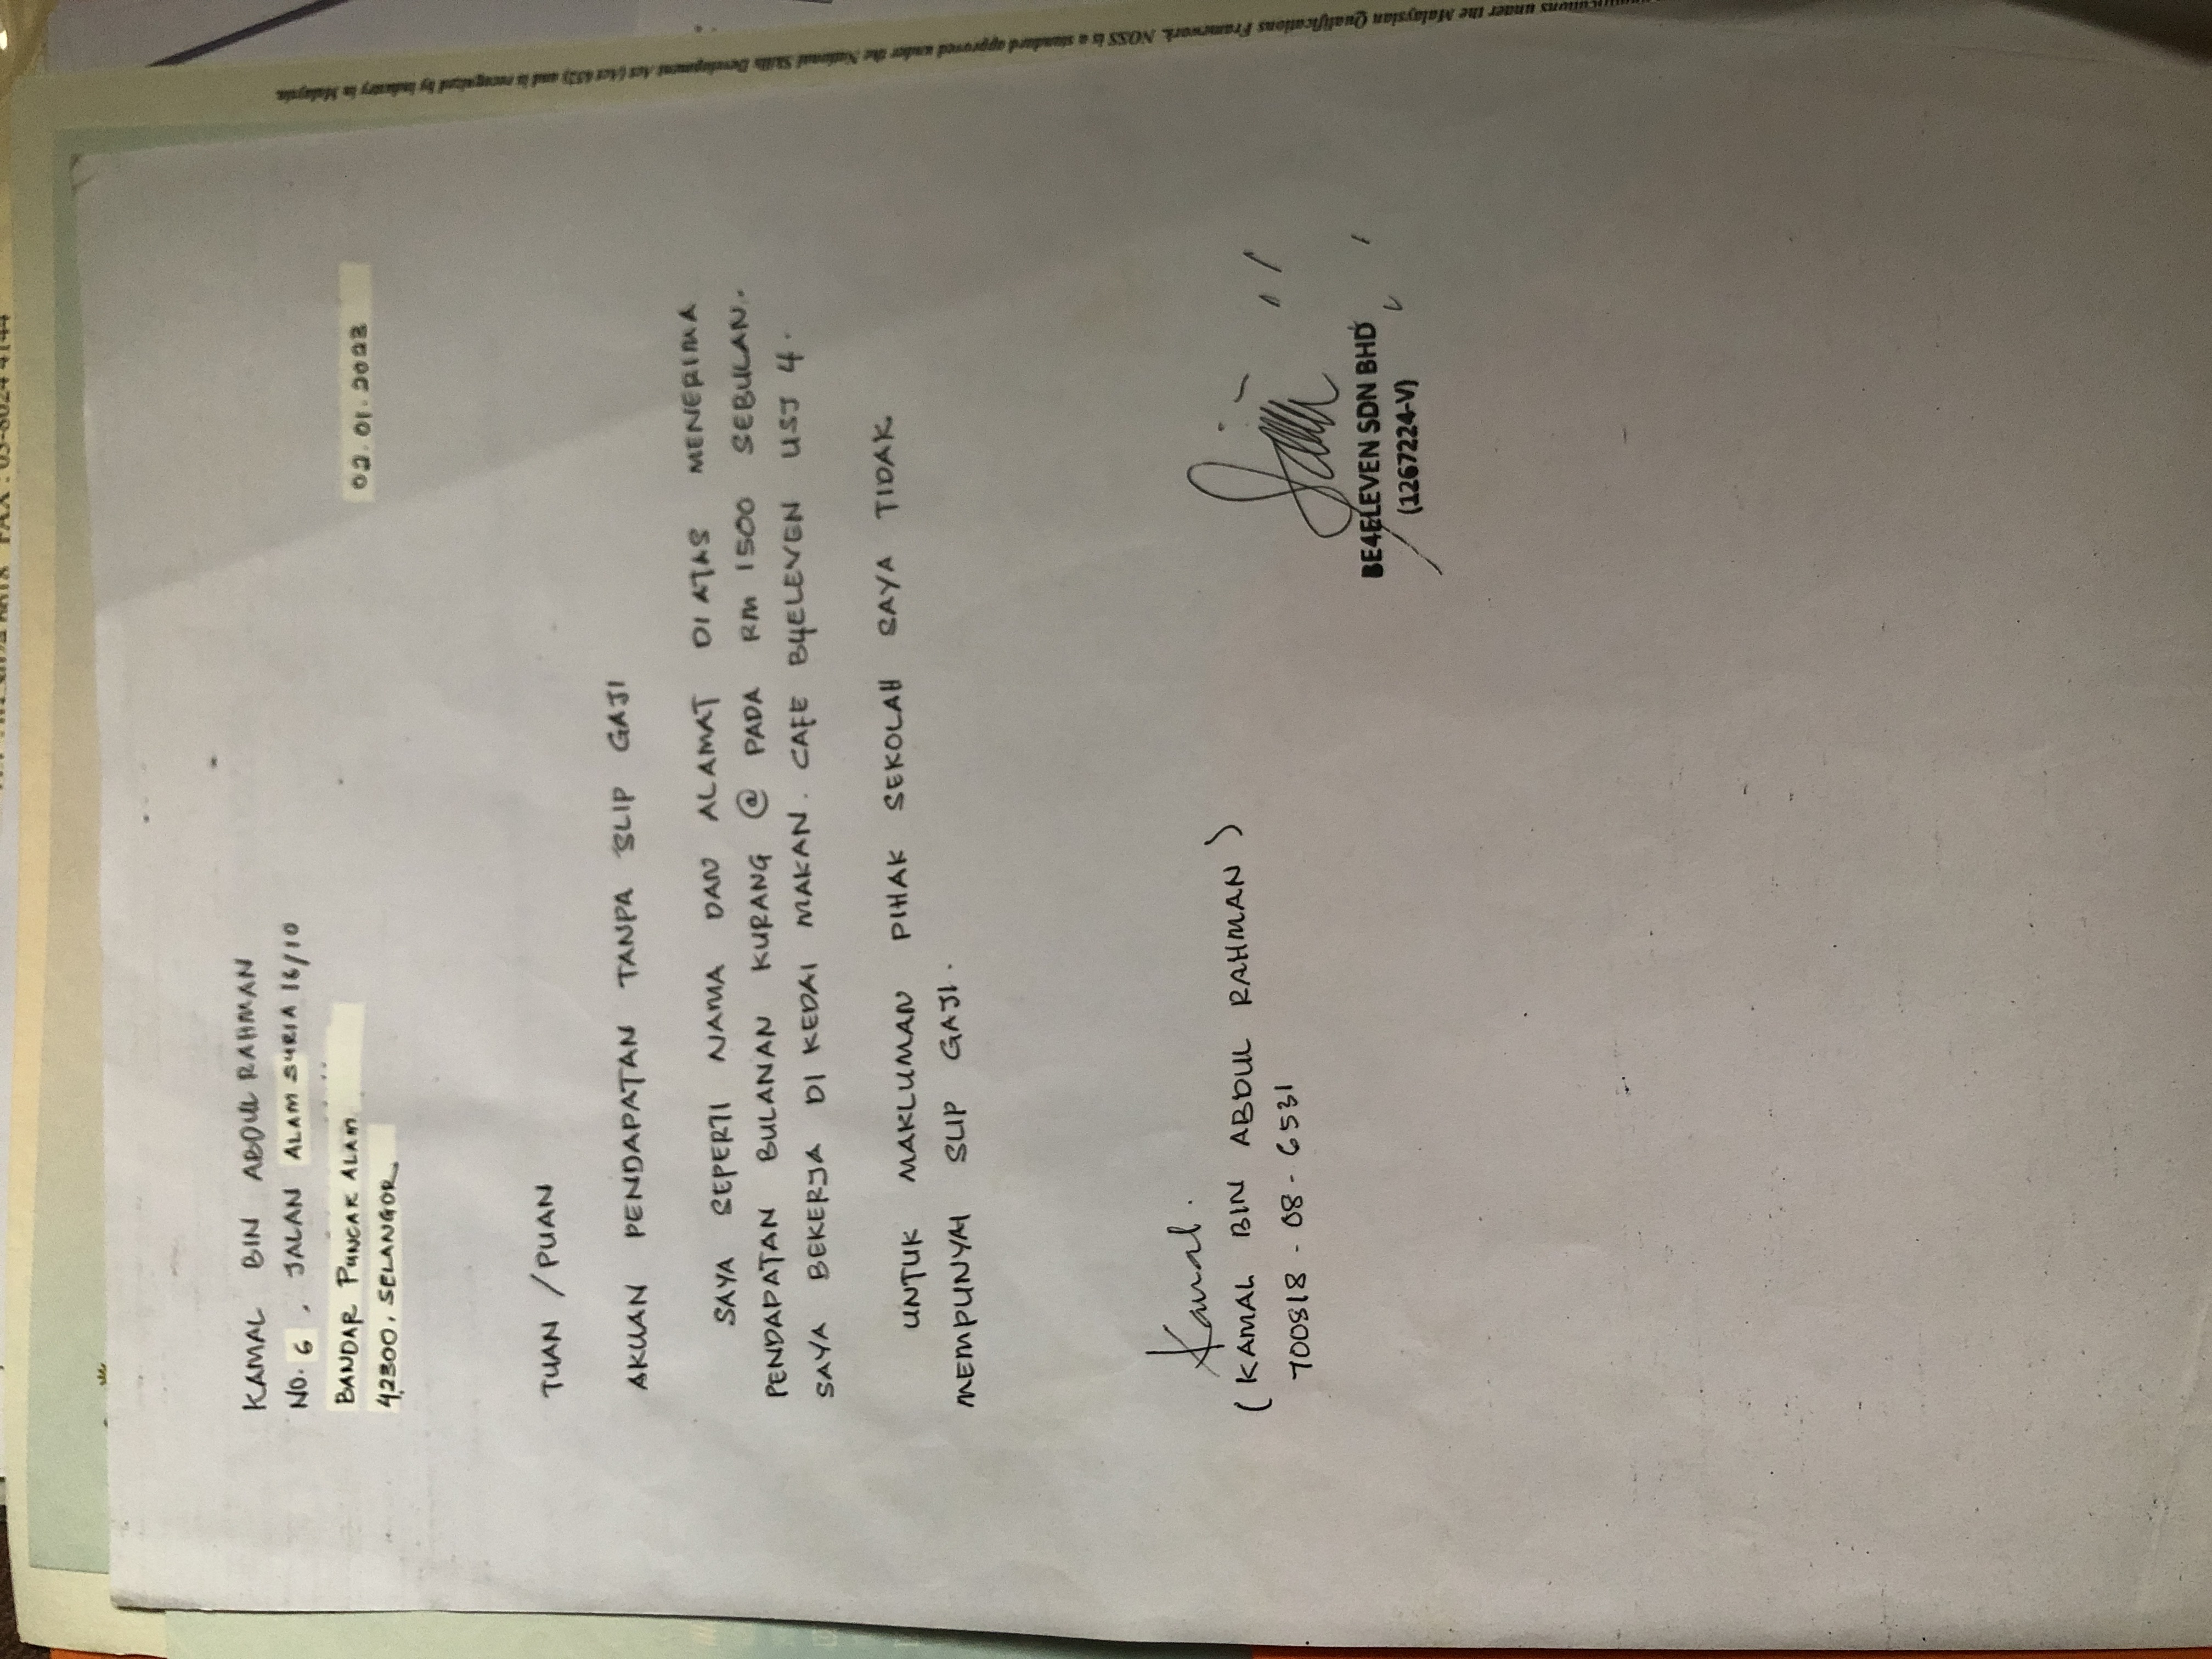 FAX : 03-8024 4144
KAMAL BIN ABDUL RAHMAN
NO. 6 , JALAN ALAM SURIA 16/10
BANDAR PUNCAK ALAM
42300, SELANGOR
02.01.2023
TUAN / PUAN
AKUAN PENDAPATAN TANPA SLIP GAJI
SAYA SEPERTI NAMA DAN ALAMAT DI ATAS MENERIMA
PENDAPATAN BULANAN KURANG @ PADA RM 1500 SEBULAN.
SAYA BEKERJA DI KEDAI MAKAN. CAFE B4ELEVEN USJ 4.
UNTUK MAKLUMAN PIHAK SEKOLAH SAYA TIDAK
MEMPUNYAI SLIP GAJI.
Kamal.
(KAMAL BIN ABDUL RAHMAN)
700818 - 08 - 6531
BE4ELEVEN SDN BHD
(1267224-V)
under the Malaysian Qualifications Framework. NOSS is a standard approved under the National Skills Development Act (Act 652) and is recognized by industry in Malaysia.